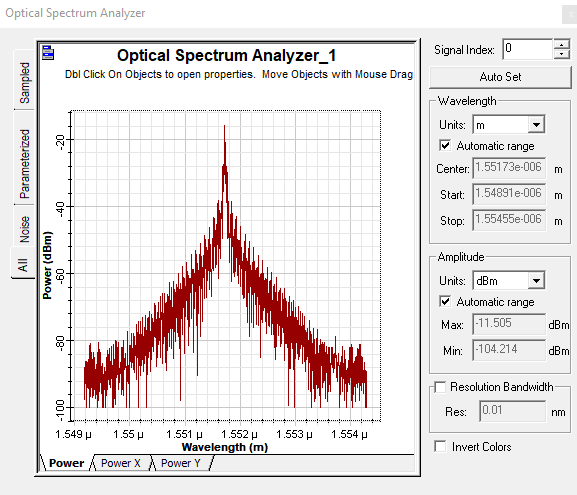 Optical Spectrum Analyzer
Optical Spectrum Analyzer_1
Dbl Click On Objects to open properties. Move Objects with Mouse Drag
Sampled
Parameterized
Noise
All
Power (dBm)
-20
-40
-60
-80
-100
1.549 µ 1.55 µ 1.551 µ 1.552 µ 1.553 µ 1.554 µ
Wavelength (m)
Power Power X Power Y
Signal Index: 0
Auto Set
Wavelength
Units: m
Automatic range
Center: 1.55173e-006 m
Start: 1.54891e-006 m
Stop: 1.55455e-006 m
Amplitude
Units: dBm
Automatic range
Max: -11.505 dBm
Min: -104.214 dBm
Resolution Bandwidth
Res: 0.01 nm
Invert Colors